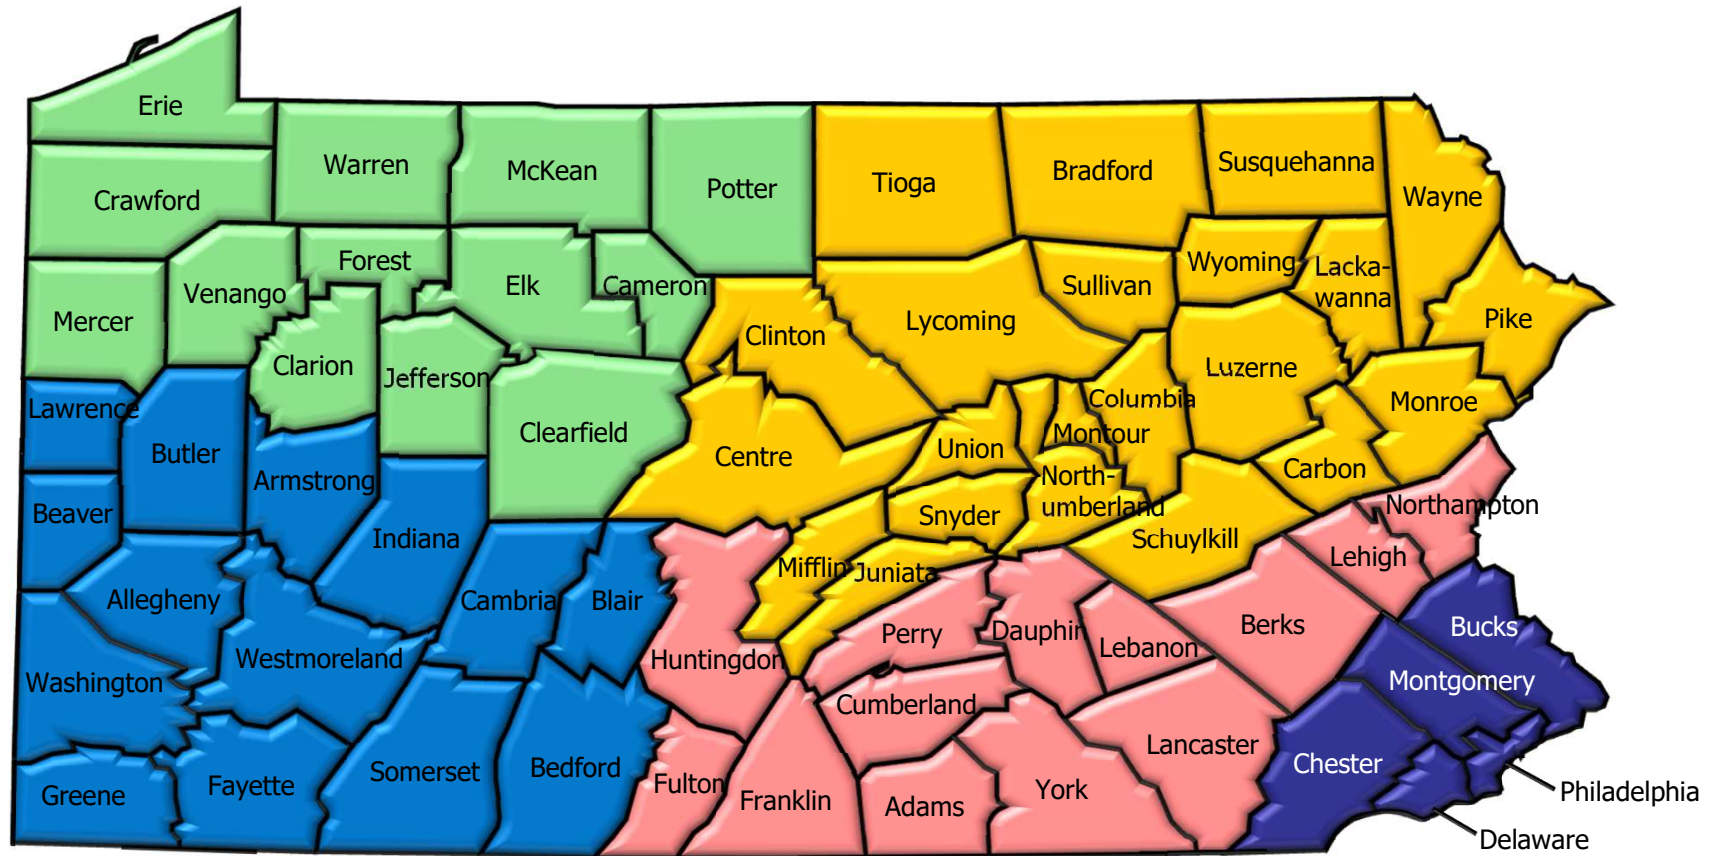 Erie
Warren
McKean
Potter
Tioga
Bradford
Susquehanna
Wayne
Crawford
Forest
Venango
Elk
Cameron
Sullivan
Wyoming
Lacka-
wanna
Mercer
Clarion
Jefferson
Clinton
Lycoming
Luzerne
Pike
Lawrence
Butler
Clearfield
Centre
Union
Montour
Columbia
Monroe
Beaver
Armstrong
Indiana
Snyder
North-
umberland
Carbon
Schuylkill
Northampton
Lehigh
Allegheny
Cambria
Blair
Mifflin
Juniata
Washington
Westmoreland
Huntingdon
Perry
Dauphin
Lebanon
Berks
Bucks
Montgomery
Greene
Fayette
Somerset
Bedford
Fulton
Franklin
Cumberland
Adams
York
Lancaster
Chester
Philadelphia
Delaware